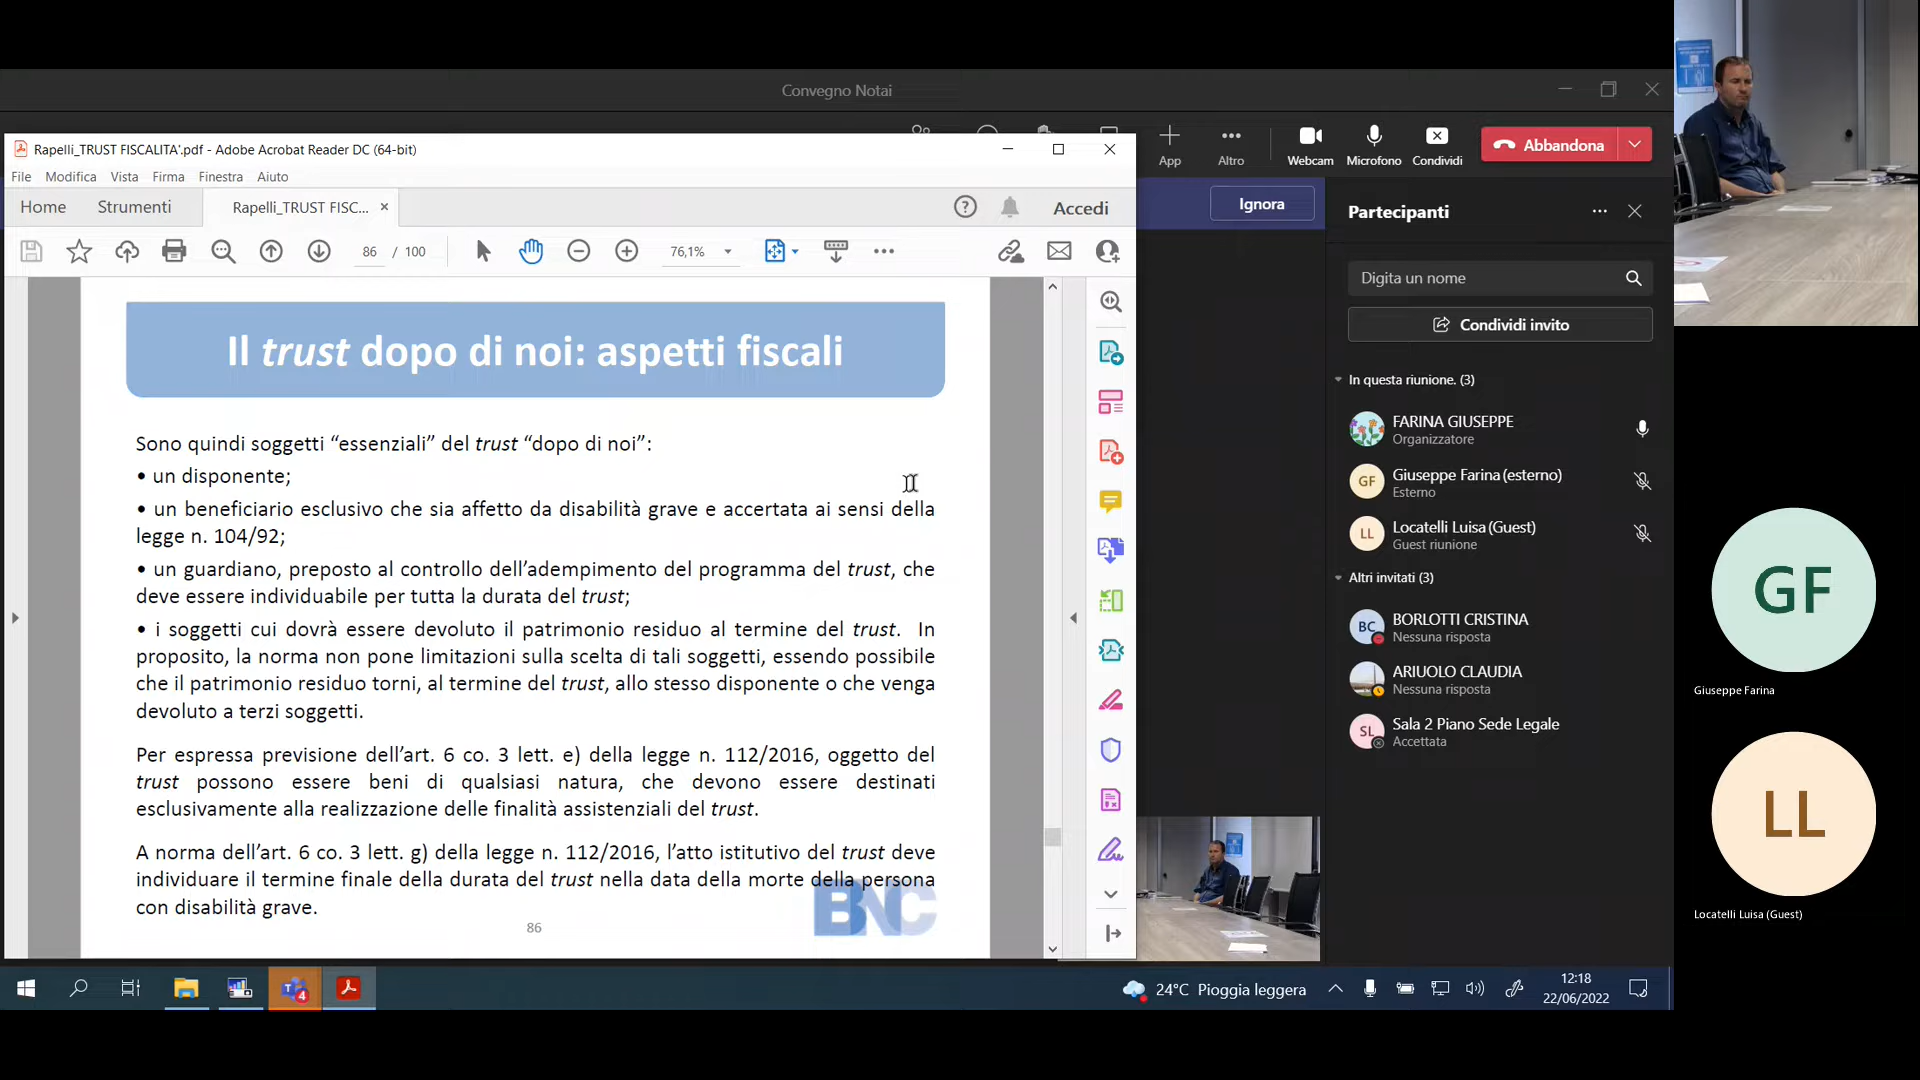 Convegno Notai
Rapelli_TRUST FISCALITA'.pdf - Adobe Acrobat Reader DC (64-bit)
File Modifica Vista Firma Finestra Aiuto
Home Strumenti Rapelli_TRUST FISC... Accedi
86 / 100 76,1%
App Altro Webcam Microfono Condividi Abbandona
Ignora
Il trust dopo di noi: aspetti fiscali
Sono quindi soggetti “essenziali” del trust “dopo di noi”:
• un disponente;
• un beneficiario esclusivo che sia affetto da disabilità grave e accertata ai sensi della
legge n. 104/92;
• un guardiano, preposto al controllo dell’adempimento del programma del trust, che
deve essere individuabile per tutta la durata del trust;
• i soggetti cui dovrà essere devoluto il patrimonio residuo al termine del trust. In
proposito, la norma non pone limitazioni sulla scelta di tali soggetti, essendo possibile
che il patrimonio residuo torni, al termine del trust, allo stesso disponente o che venga
devoluto a terzi soggetti.
Per espressa previsione dell’art. 6 co. 3 lett. e) della legge n. 112/2016, oggetto del
trust possono essere beni di qualsiasi natura, che devono essere destinati
esclusivamente alla realizzazione delle finalità assistenziali del trust.
A norma dell’art. 6 co. 3 lett. g) della legge n. 112/2016, l’atto istitutivo del trust deve
individuare il termine finale della durata del trust nella data della morte della persona
con disabilità grave.
BNC
86
Partecipanti
Digita un nome
Condividi invito
In questa riunione. (3)
FARINA GIUSEPPE
Organizzatore
GF
Giuseppe Farina (esterno)
Esterno
LL
Locatelli Luisa (Guest)
Guest riunione
Altri invitati (3)
BC
BORLOTTI CRISTINA
Nessuna risposta
ARIUOLO CLAUDIA
Nessuna risposta
SL
Sala 2 Piano Sede Legale
Accettata
GF
Giuseppe Farina
LL
Locatelli Luisa (Guest)
4
24°C Pioggia leggera
12:18
22/06/2022